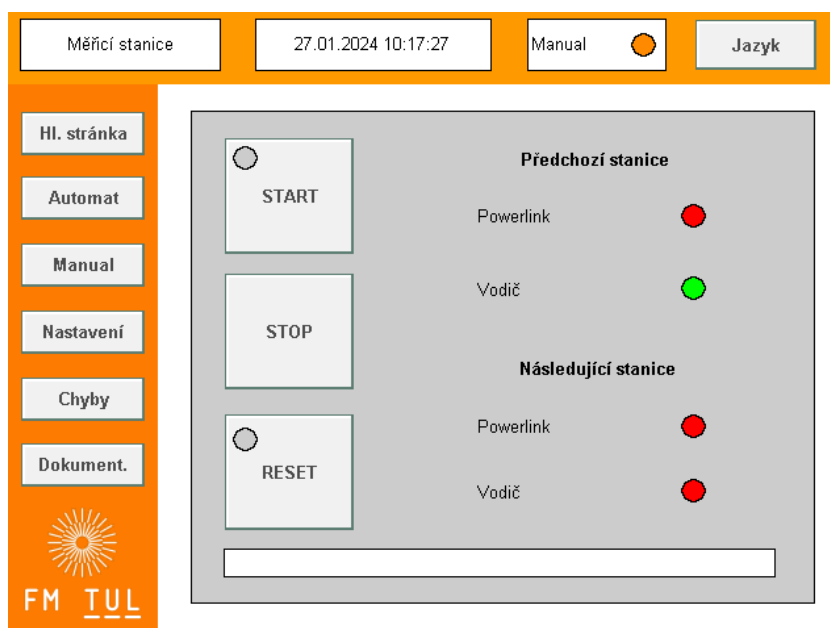 Měřicí stanice
27.01.2024 10:17:27
Manual
Jazyk
Hl. stránka
Automat
Manual
Nastavení
Chyby
Dokument.
FM TUL
START
STOP
RESET
Předchozí stanice
Powerlink
Vodič
Následující stanice
Powerlink
Vodič